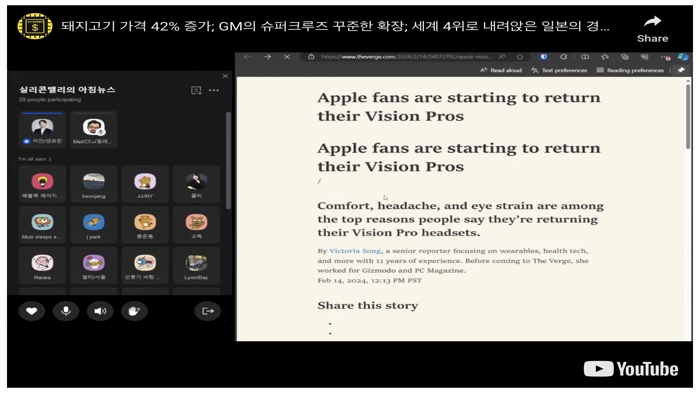 돼지고기 가격 42% 증가; GM의 슈퍼크루즈 꾸준한 확장; 세계 4위로 내려앉은 일본의 경...
Share
https://www.theverge.com/2024/2/14/24072792/apple-visio...
Read aloud
Text preferences
Reading preferences
실리콘밸리의 아침뉴스
29 people participating
I'm all ears :)
heonjang
JJ/NY
j park
Rarara
Lynn/Bay
Apple fans are starting to return
their Vision Pros
Apple fans are starting to return
their Vision Pros
/
Comfort, headache, and eye strain are among
the top reasons people say they're returning
their Vision Pro headsets.
By Victoria Song, a senior reporter focusing on wearables, health tech,
and more with 11 years of experience. Before coming to The Verge, she
worked for Gizmodo and PC Magazine.
Feb 14, 2024, 12:13 PM PST
Share this story
YouTube